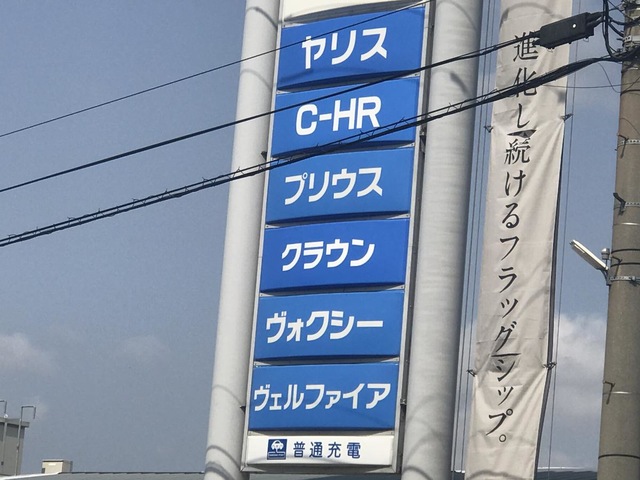 ヤリス
C-HR
プリウス
クラウン
ヴォクシー
ヴェルファイア
普通充電
進化し続けるフラッグシップ。